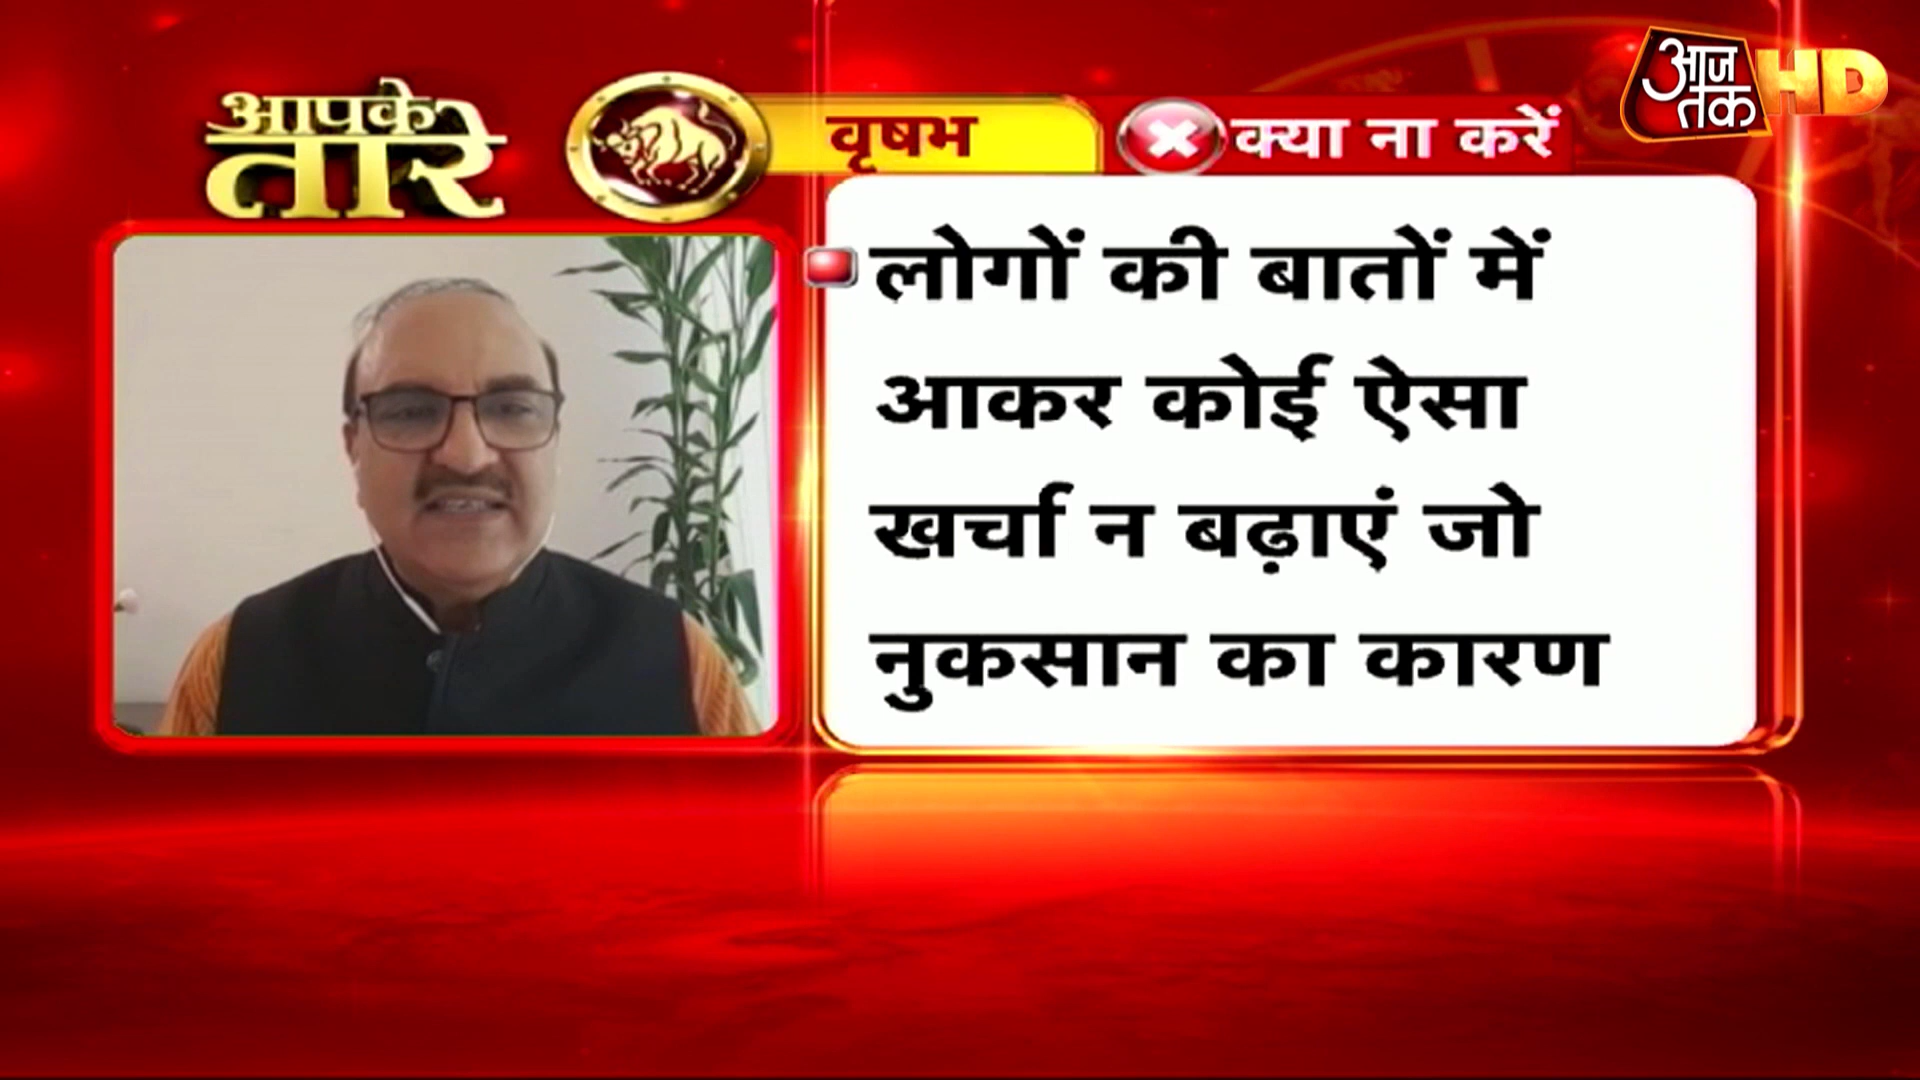 आपके
तारे
वृषभ
क्या ना करें
आज
तक
HD
लोगों की बातों में
आकर कोई ऐसा
खर्चा न बढ़ाएं जो
नुकसान का कारण